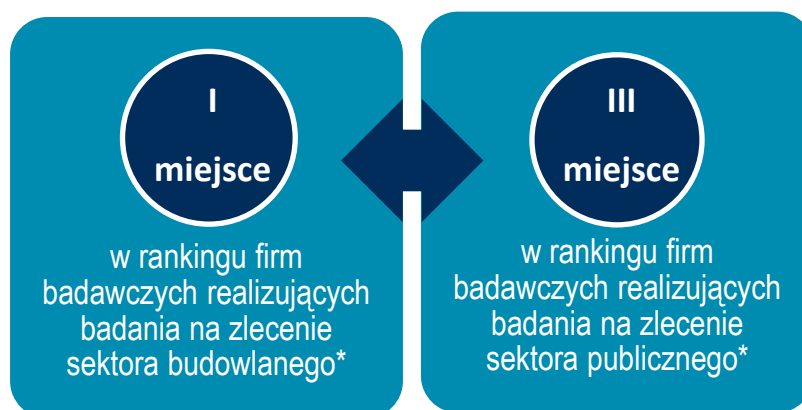 I
miejsce
w rankingu firm
badawczych realizujących
badania na zlecenie
sektora budowlanego*
III
miejsce
w rankingu firm
badawczych realizujących
badania na zlecenie
sektora publicznego*